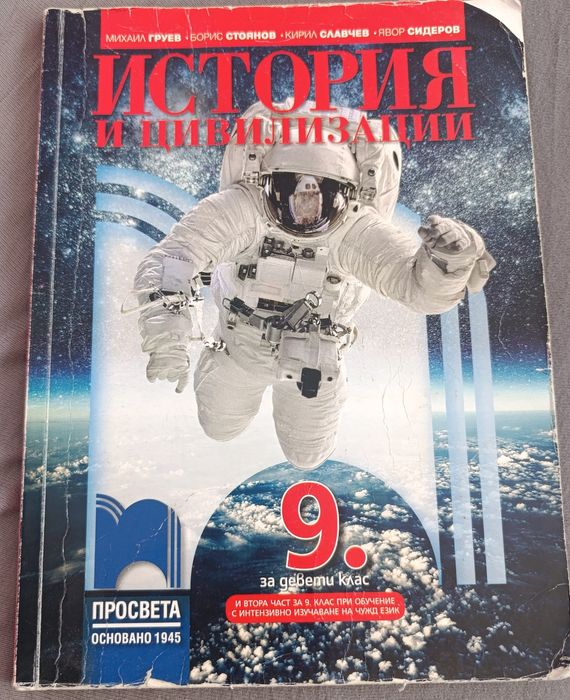 МИХАИЛ ГРУЕВ • БОРИС СТОЯНОВ • КИРИЛ СЛАВЧЕВ • ЯВОР СИДЕРОВ
ИСТОРИЯ
И ЦИВИЛИЗАЦИИ
9.
за девети клас
И ВТОРА ЧАСТ ЗА 9. КЛАС ПРИ ОБУЧЕНИЕ
С ИНТЕНЗИВНО ИЗУЧАВАНЕ НА ЧУЖД ЕЗИК
ПРОСВЕТА
ОСНОВАНО 1945